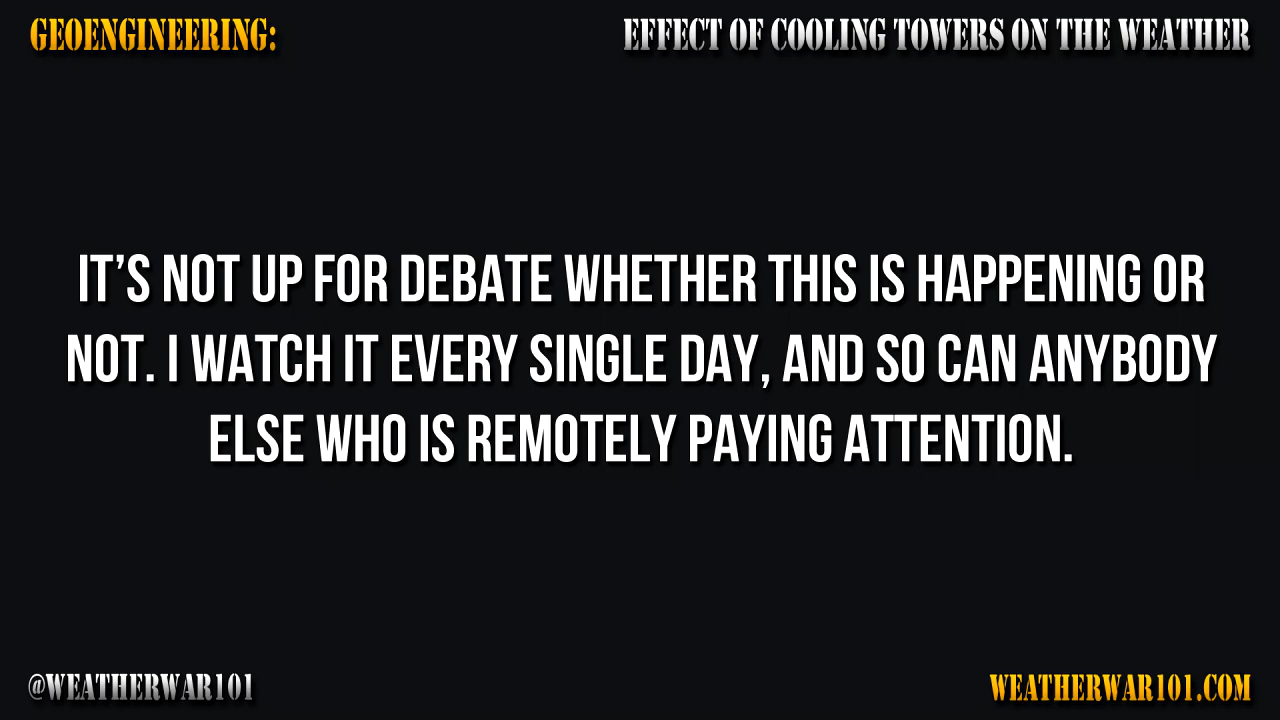 GEOENGINEERING:
EFFECT OF COOLING TOWERS ON THE WEATHER
IT'S NOT UP FOR DEBATE WHETHER THIS IS HAPPENING OR
NOT. I WATCH IT EVERY SINGLE DAY, AND SO CAN ANYBODY
ELSE WHO IS REMOTELY PAYING ATTENTION.
@WEATHERWAR101
WEATHERWAR101.COM